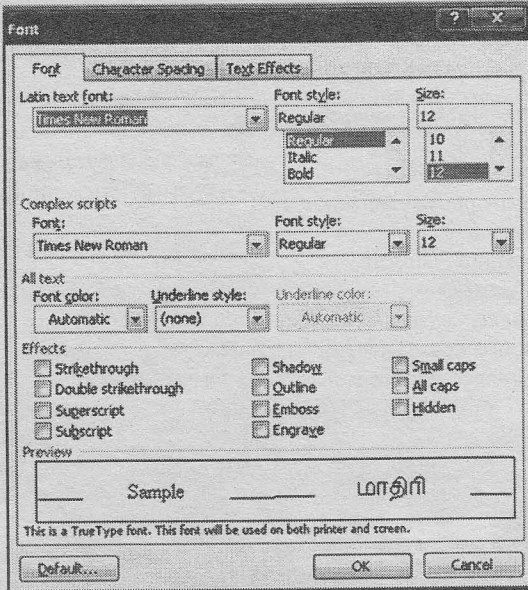 Font
? X
Font Character Spacing Text Effects
Latin text font: Font style: Size:
Times New Roman Regular 12
Regular 10
Italic 11
Bold 12
Complex scripts
Font: Font style: Size:
Times New Roman Regular 12
All text
Font color: Underline style: Underline color:
Automatic (none) Automatic
Effects
Strikethrough Shadow Small caps
Double strikethrough Outline All caps
Superscript Emboss Hidden
Subscript Engrave
Preview
Sample மாதிரி
This is a TrueType font. This font will be used on both printer and screen.
Default... OK Cancel